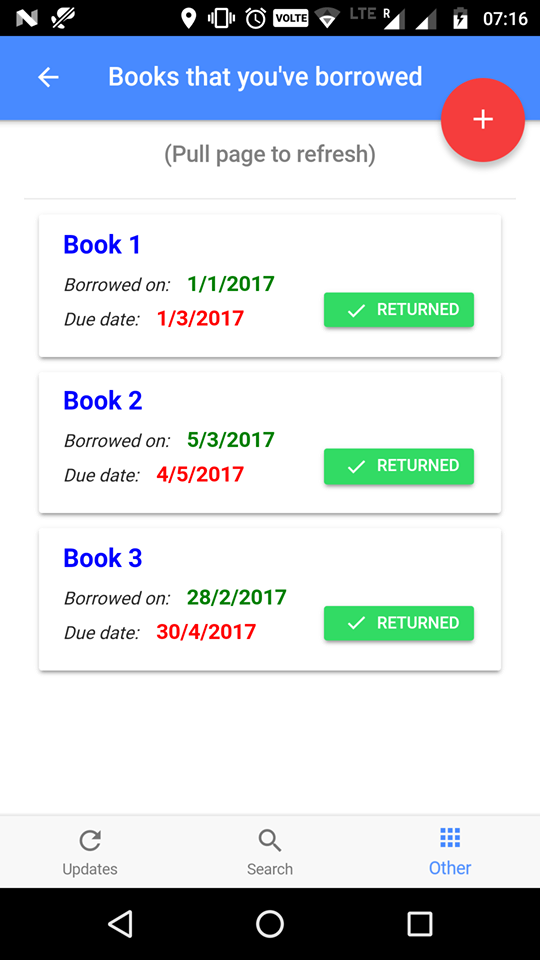 VOLTE LTE R 07:16
Books that you've borrowed
(Pull page to refresh)
Book 1
Borrowed on: 1/1/2017
Due date: 1/3/2017
RETURNED
Book 2
Borrowed on: 5/3/2017
Due date: 4/5/2017
RETURNED
Book 3
Borrowed on: 28/2/2017
Due date: 30/4/2017
RETURNED
Updates Search Other